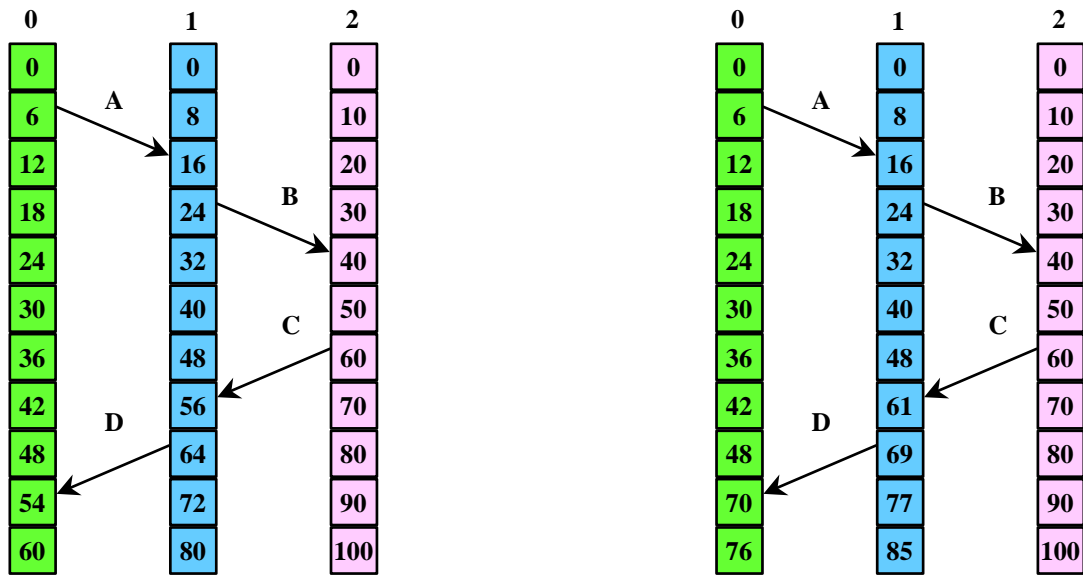 0 1 2 0 1 2
0 0 0 0 0 0
A A
6 8 10 6 8 10
12 16 20 12 16 20
B B
18 24 30 18 24 30
24 32 40 24 32 40
30 40 50 30 40 50
C C
36 48 60 36 48 60
42 56 70 42 61 70
D D
48 64 80 48 69 80
54 72 90 70 77 90
60 80 100 76 85 100